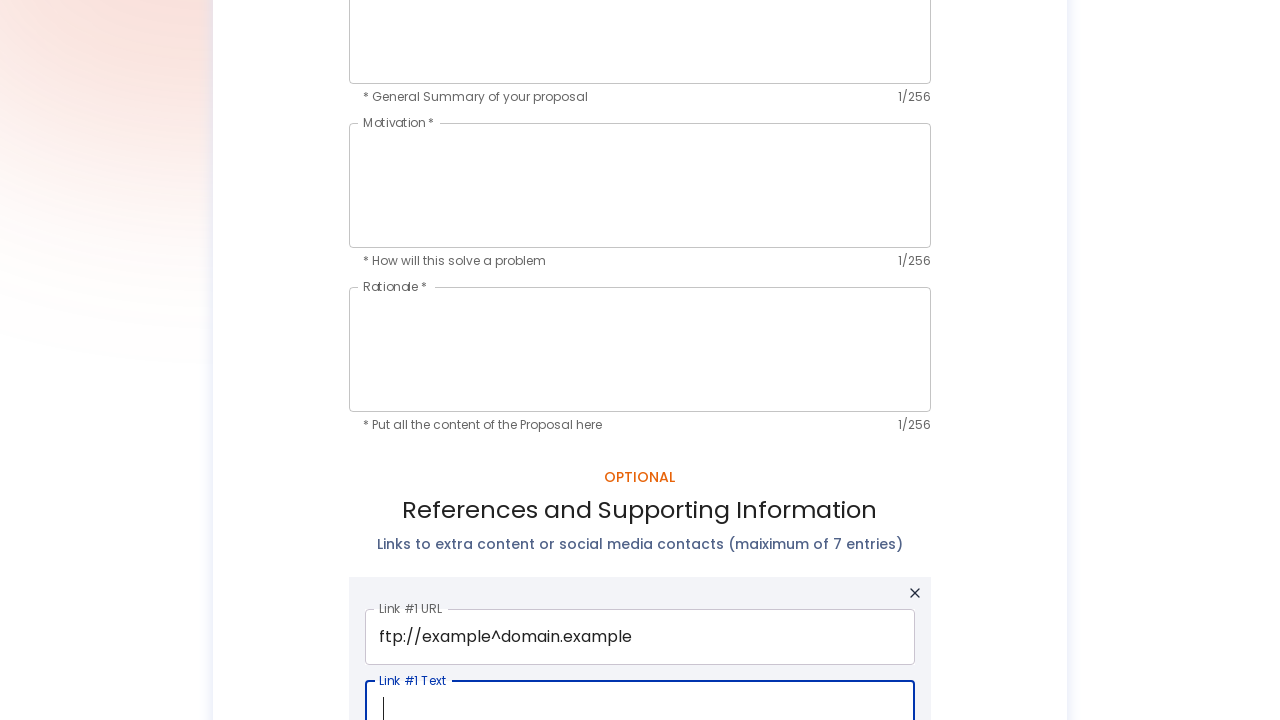 * General Summary of your proposal 1/256
Motivation *
* How will this solve a problem 1/256
Rationale *
* Put all the content of the Proposal here 1/256
OPTIONAL
References and Supporting Information
Links to extra content or social media contacts (maiximum of 7 entries)
Link #1 URL
ftp://example^domain.example
Link #1 Text